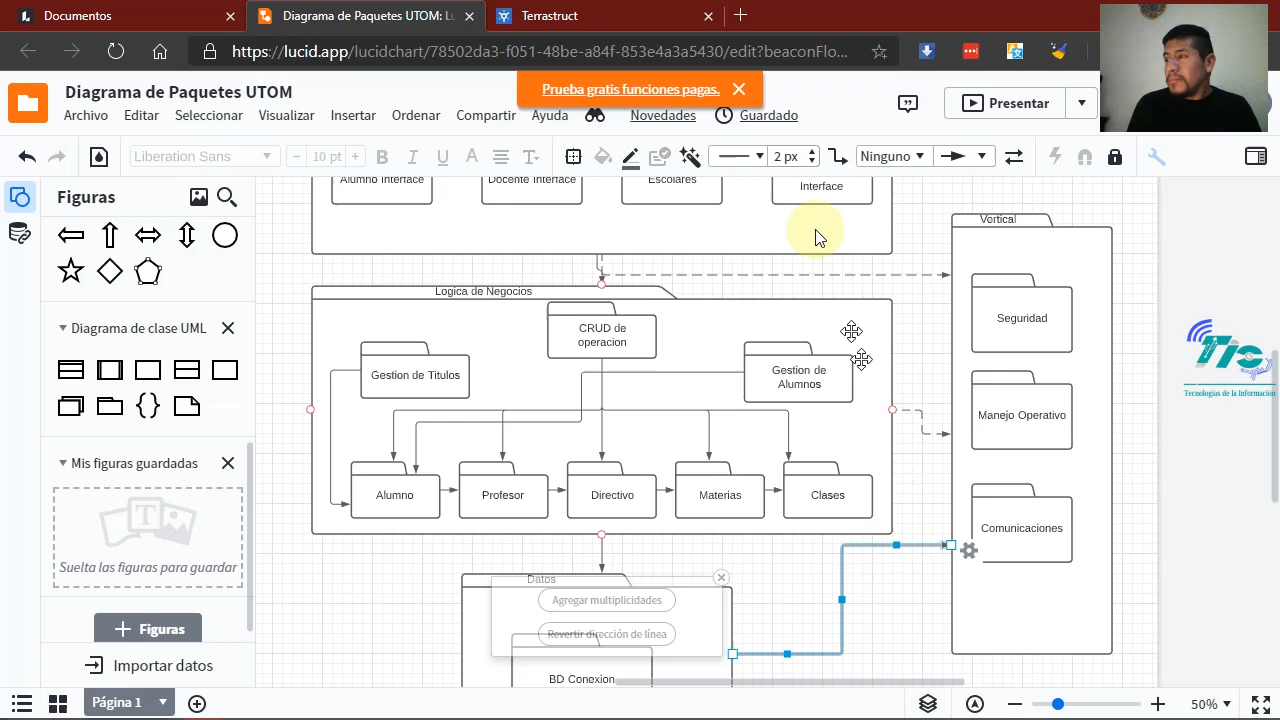 Documentos
Diagrama de Paquetes UTOM: Lu
Terrastruct
https://lucid.app/lucidchart/78502da3-f051-48be-a84f-853e4a3a5430/edit?beaconFlo...
Prueba gratis funciones pagas.
Diagrama de Paquetes UTOM
Archivo Editar Seleccionar Visualizar Insertar Ordenar Compartir Ayuda Novedades Guardado
Presentar
Liberation Sans 10 pt 2 px Ninguno
Figuras
Diagrama de clase UML
Mis figuras guardadas
Suelta las figuras para guardar
+ Figuras
Importar datos
Alumno Interface
Docente Interface
Escolares
Interface
Vertical
Seguridad
Manejo Operativo
Comunicaciones
Logica de Negocios
CRUD de
operacion
Gestion de Titulos
Gestion de
Alumnos
Alumno
Profesor
Directivo
Materias
Clases
Datos
Agregar multiplicidades
Revertir dirección de línea
BD Conexion
Tic
Tecnologías de la Información
Página 1
50%